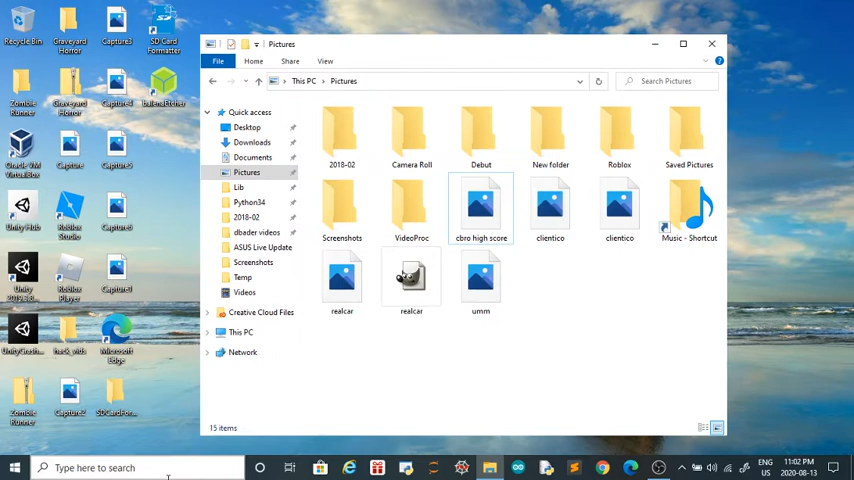 Recycle Bin
Graveyard
Horror
Capture3
SD Card
Formatter
Zombie
Runner
Graveyard
Horror
Capture4
balenaEtcher
Oracle VM
VirtualBox
Capture
Capture5
Unity Hub
Roblox
Studio
Capture6
Unity
Roblox
Player
Capture1
UnityCrash...
hack_vids
Microsoft
Edge
Zombie
Runner
Capture2
SDCardFor...
Pictures
File
Home
Share
View
This PC
Pictures
Search Pictures
Quick access
Desktop
Downloads
Documents
Pictures
Lib
Python34
2018-02
dbader videos
ASUS Live Update
Screenshots
Temp
Videos
Creative Cloud Files
This PC
Network
2018-02
Camera Roll
Debut
New folder
Roblox
Saved Pictures
Screenshots
VideoProc
cbro high score
clientico
clientico
Music - Shortcut
realcar
realcar
umm
15 items
Type here to search
ENG
US
11:02 PM
2020-08-13